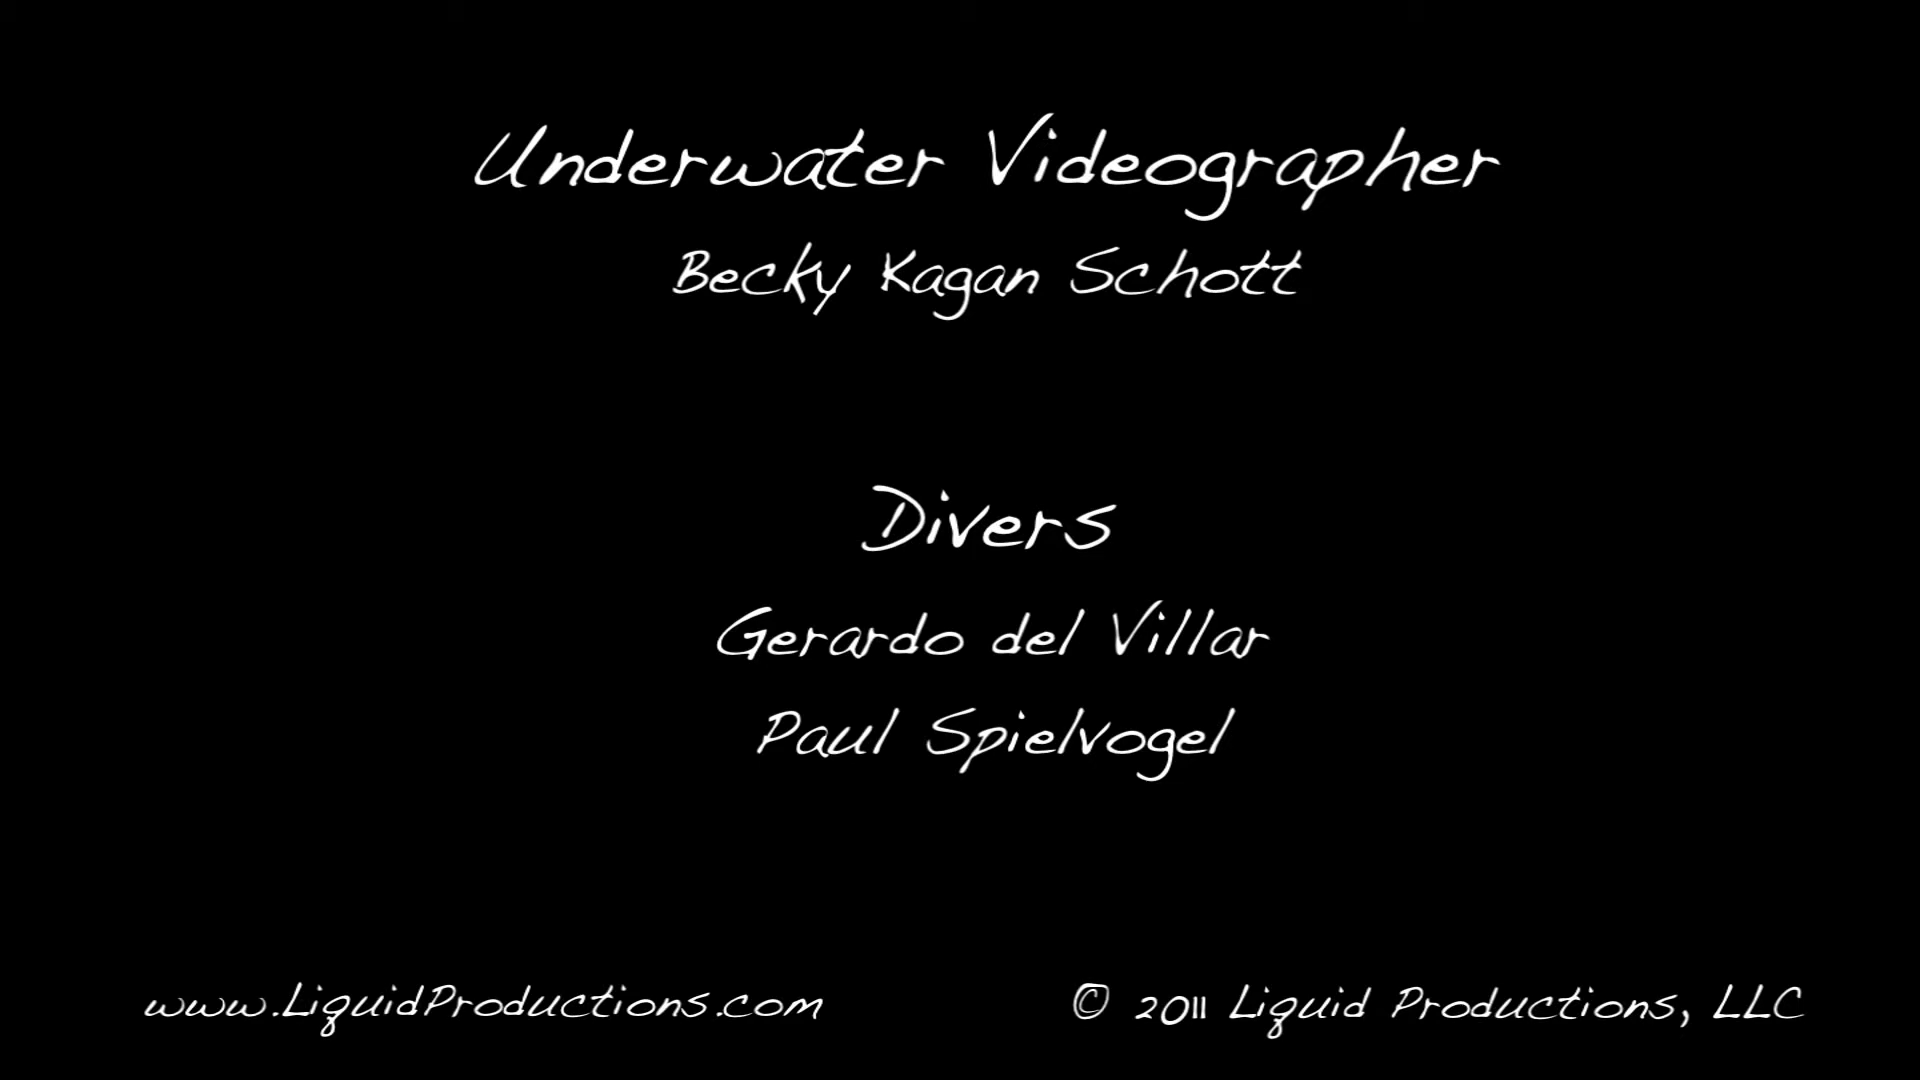 Underwater Videographer
Becky Kagan Schott
Divers
Gerardo del Villar
Paul Spielvogel
www.LiquidProductions.com
© 2011 Liquid Productions, LLC